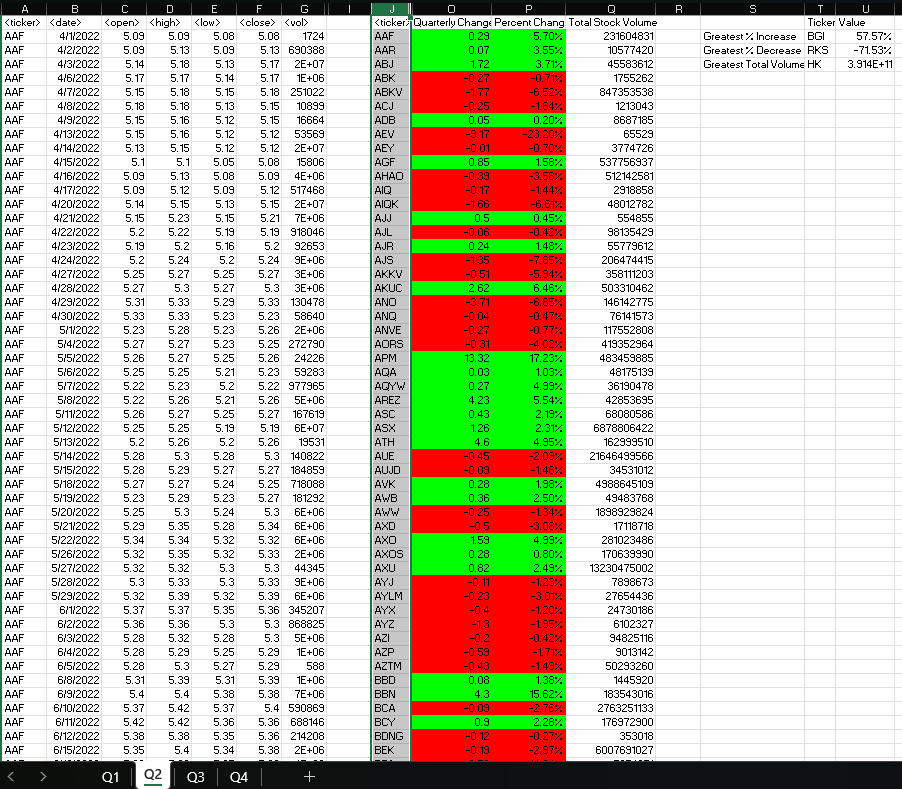 A B C D E F G I J O P Q R S T U
<ticker> <date> <open> <high> <low> <close> <vol> <ticker> Quarterly Change Percent Chang Total Stock Volume Ticker Value
AAF 4/1/2022 5.09 5.09 5.08 5.08 1724 AAF 0.29 5.70% 231604831 Greatest % Increase BGI 57.57%
AAF 4/2/2022 5.09 5.13 5.09 5.13 690388 AAR 0.07 3.55% 10577420 Greatest % Decrease RKS -71.53%
AAF 4/3/2022 5.14 5.18 5.13 5.17 2E+07 ABJ 1.72 3.71% 45583612 Greatest Total Volume HK 3.914E+11
AAF 4/6/2022 5.17 5.17 5.14 5.17 1E+06 ABK -0.27 -0.71% 1755262
AAF 4/7/2022 5.15 5.18 5.15 5.18 251022 ABKV -1.77 -6.52% 847353538
AAF 4/8/2022 5.18 5.18 5.13 5.15 10899 ACJ -0.25 -1.64% 1213043
AAF 4/9/2022 5.15 5.16 5.12 5.15 16664 ADB 0.05 0.20% 8687185
AAF 4/13/2022 5.15 5.16 5.12 5.12 53569 AEV -9.17 -23.20% 65529
AAF 4/14/2022 5.13 5.15 5.12 5.12 2E+07 AEY -0.01 -0.70% 3774726
AAF 4/15/2022 5.1 5.1 5.05 5.08 15806 AGF 0.85 1.58% 537756937
AAF 4/16/2022 5.09 5.13 5.08 5.09 4E+06 AHAO -0.39 -3.56% 512142581
AAF 4/17/2022 5.09 5.12 5.09 5.12 517468 AIQ -0.17 -1.44% 2918858
AAF 4/20/2022 5.14 5.15 5.13 5.15 2E+07 AIQK -1.66 -6.61% 48012782
AAF 4/21/2022 5.15 5.23 5.15 5.21 7E+06 AJJ 0.5 0.45% 554855
AAF 4/22/2022 5.2 5.22 5.19 5.19 918046 AJL -0.06 -0.42% 98135429
AAF 4/23/2022 5.19 5.2 5.16 5.2 92653 AJR 0.24 1.48% 55779612
AAF 4/24/2022 5.2 5.24 5.2 5.24 9E+06 AJS -1.35 -7.65% 206474415
AAF 4/27/2022 5.25 5.27 5.25 5.27 3E+06 AKKV -0.51 -5.94% 358111203
AAF 4/28/2022 5.27 5.3 5.27 5.3 3E+06 AKUC 2.62 6.46% 503310462
AAF 4/29/2022 5.31 5.33 5.29 5.33 130478 ANO -3.71 -6.85% 146142775
AAF 4/30/2022 5.33 5.33 5.23 5.23 58640 ANQ -0.04 -0.47% 76141573
AAF 5/1/2022 5.23 5.28 5.23 5.26 2E+06 ANVE -0.27 -0.77% 117552808
AAF 5/4/2022 5.27 5.27 5.23 5.25 272790 AORS -0.31 -4.02% 419352964
AAF 5/5/2022 5.26 5.27 5.25 5.26 24226 APM 13.32 17.23% 483459885
AAF 5/6/2022 5.25 5.25 5.21 5.23 59283 AQA 0.03 1.03% 48175139
AAF 5/7/2022 5.22 5.23 5.2 5.22 977965 AQYW 0.27 4.99% 36190478
AAF 5/8/2022 5.22 5.26 5.21 5.26 5E+06 AREZ 4.23 5.54% 42853695
AAF 5/11/2022 5.26 5.27 5.25 5.27 167619 ASC 0.43 2.19% 68080586
AAF 5/12/2022 5.25 5.25 5.19 5.19 6E+07 ASX 1.26 2.31% 6878806422
AAF 5/13/2022 5.2 5.26 5.2 5.26 19531 ATH 4.6 4.95% 162999510
AAF 5/14/2022 5.28 5.3 5.28 5.3 140822 AUE -0.45 -2.09% 21646499566
AAF 5/15/2022 5.28 5.29 5.27 5.27 184859 AUJD -0.09 -1.46% 34531012
AAF 5/18/2022 5.27 5.27 5.24 5.25 718088 AVK 0.28 1.98% 4988645109
AAF 5/19/2022 5.23 5.29 5.23 5.27 181292 AWB 0.36 2.50% 49483768
AAF 5/20/2022 5.25 5.3 5.24 5.3 6E+06 AWW -0.25 -1.34% 1898929824
AAF 5/21/2022 5.29 5.35 5.28 5.34 6E+06 AXD -0.5 -3.08% 17118718
AAF 5/22/2022 5.34 5.34 5.32 5.32 6E+06 AXO 1.59 4.99% 281023486
AAF 5/26/2022 5.32 5.35 5.32 5.33 2E+06 AXOS 0.28 0.80% 170639990
AAF 5/27/2022 5.32 5.32 5.3 5.3 44345 AXU 0.82 2.49% 13230475002
AAF 5/28/2022 5.3 5.33 5.3 5.33 9E+06 AYJ -0.11 -1.23% 7898673
AAF 5/29/2022 5.32 5.39 5.32 5.39 6E+06 AYLM -0.23 -3.01% 27654436
AAF 6/1/2022 5.37 5.37 5.35 5.36 345207 AYX -0.4 -1.20% 24730186
AAF 6/2/2022 5.36 5.36 5.3 5.3 868825 AYZ -1.3 -1.95% 6102327
AAF 6/3/2022 5.28 5.32 5.28 5.3 5E+06 AZI -0.2 -0.42% 94825116
AAF 6/4/2022 5.28 5.29 5.25 5.29 1E+06 AZP -0.59 -1.71% 9013142
AAF 6/5/2022 5.28 5.3 5.27 5.29 588 AZTM -0.43 -1.49% 50293260
AAF 6/8/2022 5.31 5.39 5.31 5.39 1E+06 BBD 0.08 1.38% 1445920
AAF 6/9/2022 5.4 5.4 5.38 5.38 7E+06 BBN 4.3 15.62% 183543016
AAF 6/10/2022 5.37 5.42 5.37 5.4 590869 BCA -0.09 -2.76% 2763251133
AAF 6/11/2022 5.42 5.42 5.36 5.36 688146 BCY 0.9 2.28% 176972900
AAF 6/12/2022 5.38 5.38 5.35 5.36 214208 BDNG -0.12 -0.27% 353018
AAF 6/15/2022 5.35 5.4 5.34 5.38 2E+06 BEK -0.19 -2.97% 6007691027
Q1 Q2 Q3 Q4 +